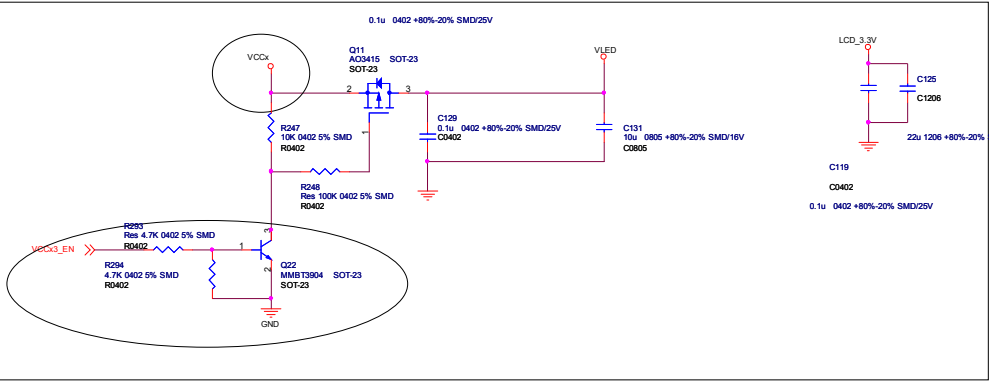 0.1u 0402 +80%-20% SMD/25V
Q11
AO3415 SOT-23
SOT-23
VCCx
VLED
LCD_3.3V
2
3
1
C125
C1206
R247
10K 0402 5% SMD
R0402
C129
0.1u 0402 +80%-20% SMD/25V
C0402
C131
10u 0805 +80%-20% SMD/16V
C0805
22u 1206 +80%-20%
R248
Res 100K 0402 5% SMD
R0402
C119
C0402
0.1u 0402 +80%-20% SMD/25V
R293
Res 4.7K 0402 5% SMD
R0402
VCCx3_EN
1
3
2
R294
4.7K 0402 5% SMD
R0402
Q22
MMBT3904 SOT-23
SOT-23
GND